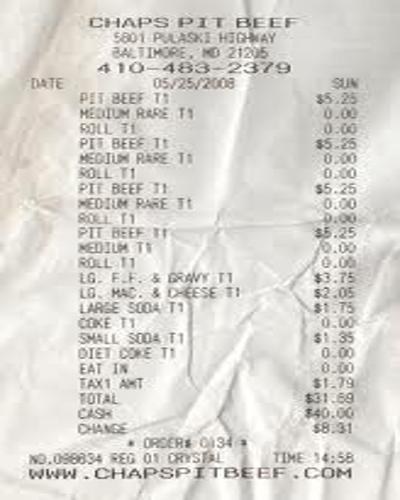 CHAPS PIT BEEF
5801 PULASKI HIGHWAY
BALTIMORE, MD 21205
410-483-2379
DATE 05/25/2008 SUN
PIT BEEF T1 $5.25
MEDIUM RARE T1 0.00
ROLL T1 0.00
PIT BEEF T1 $5.25
MEDIUM RARE T1 0.00
ROLL T1 0.00
PIT BEEF T1 $5.25
MEDIUM RARE T1 0.00
ROLL T1 0.00
PIT BEEF T1 $5.25
MEDIUM T1 0.00
ROLL T1 0.00
LG. F.F. & GRAVY T1 $3.75
LG. MAC. & CHEESE T1 $2.05
LARGE SODA T1 $1.75
COKE T1 0.00
SMALL SODA T1 $1.35
DIET COKE T1 0.00
EAT IN 0.00
TAX1 AMT $1.79
TOTAL $31.69
CASH $40.00
CHANGE $8.31
* ORDER# 0134 *
REG 01 CRYSTAL TIME 14:58
WWW.CHAPSPITBEEF.COM